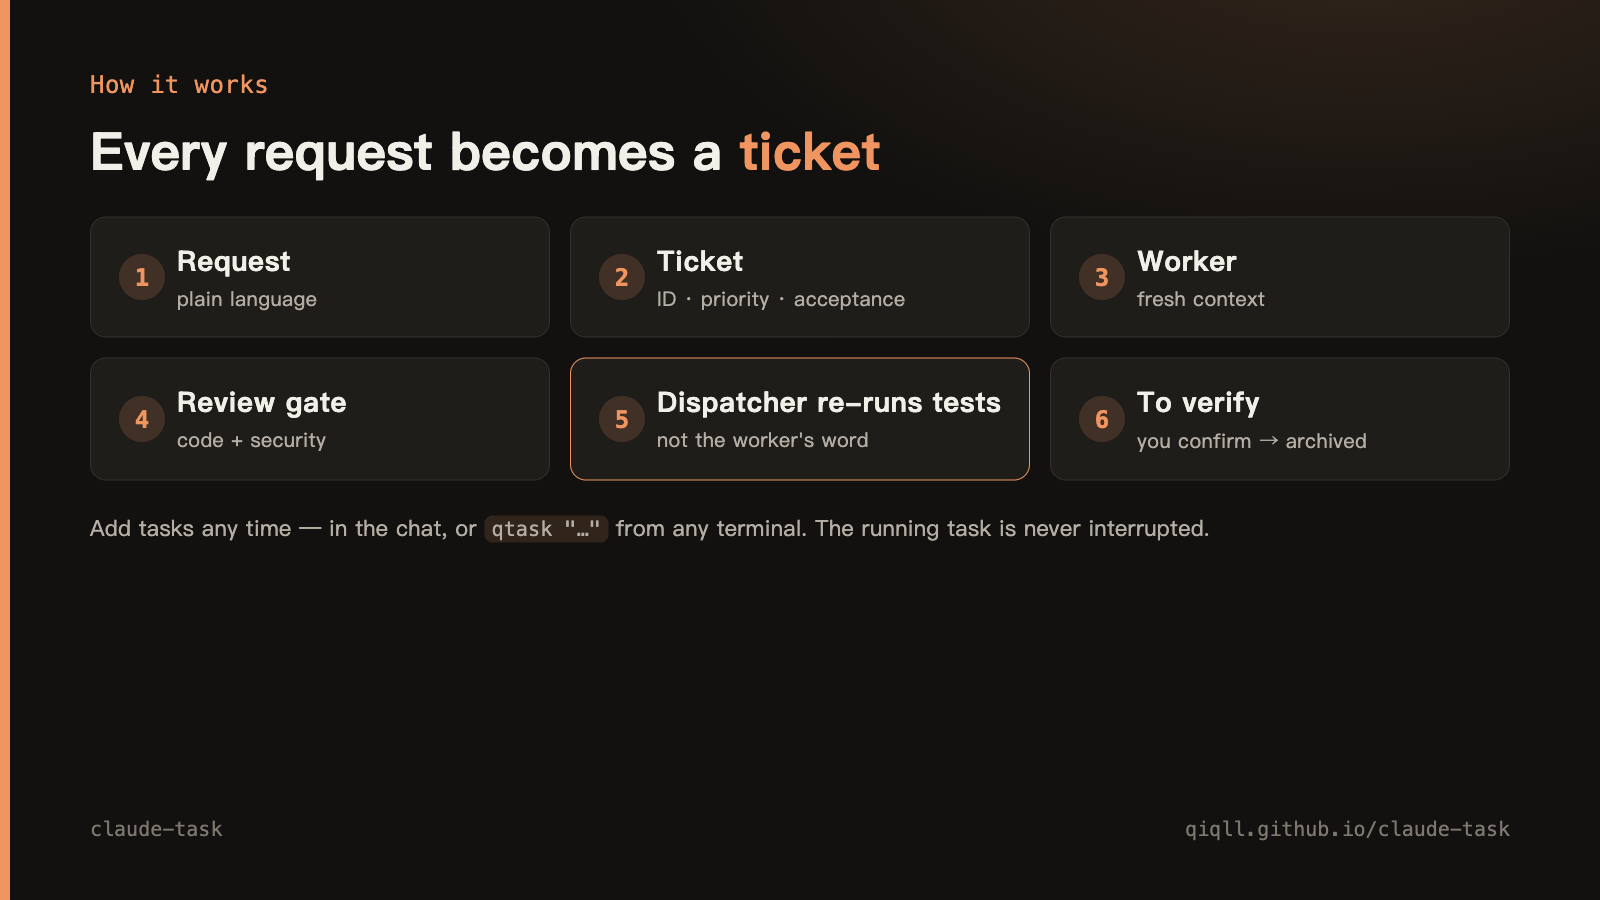 How it works
Every request becomes a ticket
1
Request
plain language
2
Ticket
ID · priority · acceptance
3
Worker
fresh context
4
Review gate
code + security
5
Dispatcher re-runs tests
not the worker's word
6
To verify
you confirm → archived
Add tasks any time — in the chat, or qtask "…" from any terminal. The running task is never interrupted.
claude-task
qiqll.github.io/claude-task